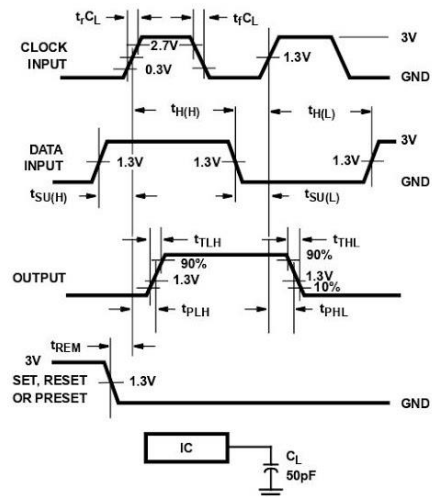 trCL
tfCL
CLOCK
INPUT
2.7V
0.3V
1.3V
3V
GND
tH(H)
tH(L)
DATA
INPUT
1.3V
1.3V
1.3V
3V
GND
tSU(H)
tSU(L)
tTLH
tTHL
90%
90%
OUTPUT
1.3V
1.3V
10%
tPLH
tPHL
tREM
3V
SET, RESET
OR PRESET
1.3V
GND
IC
CL
50pF